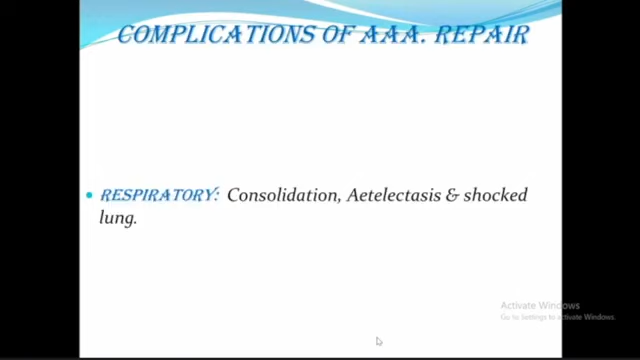 COMPLICATIONS OF AAA. REPAIR
• RESPIRATORY: Consolidation, Aetelectasis & shocked
lung.
Activate Windows
Go to Settings to activate Windows.